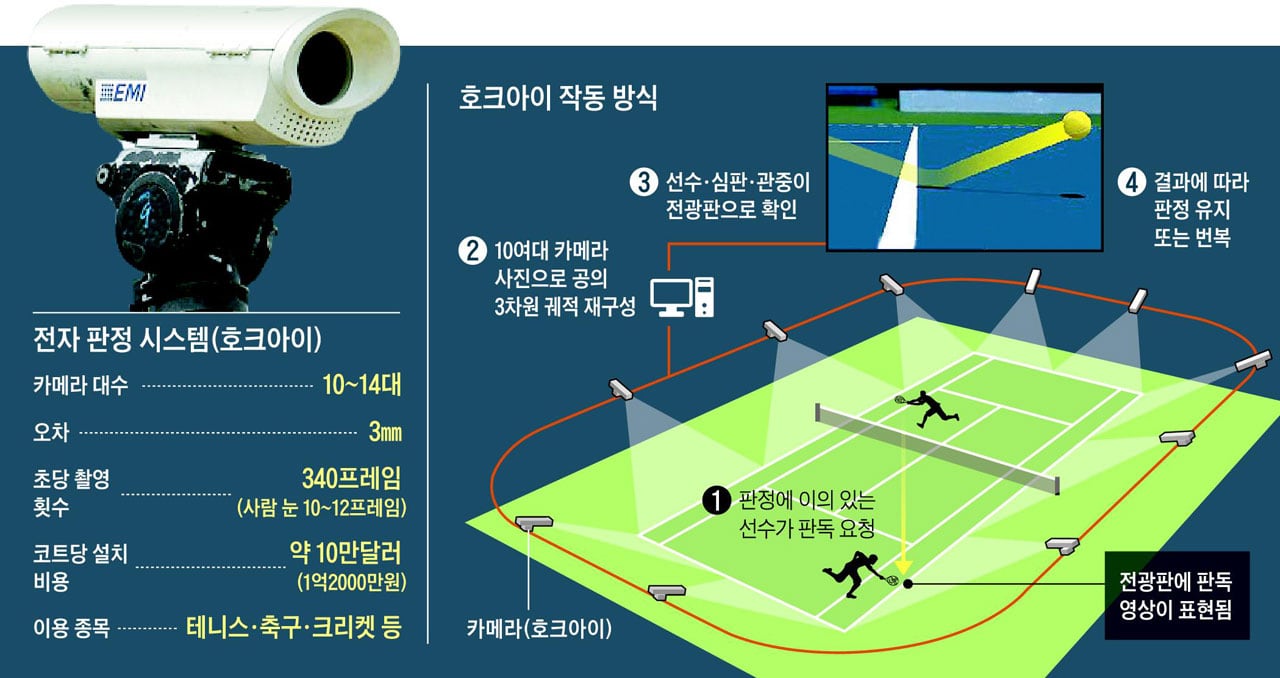 EMI
전자 판정 시스템(호크아이)
카메라 대수 10~14대
오차 3㎜
초당 촬영
횟수
340프레임
(사람 눈 10~12프레임)
코트당 설치
비용
약 10만달러
(1억2000만원)
이용 종목 테니스·축구·크리켓 등
호크아이 작동 방식
1 판정에 이의 있는
선수가 판독 요청
2 10여대 카메라
사진으로 공의
3차원 궤적 재구성
3 선수·심판·관중이
전광판으로 확인
4 결과에 따라
판정 유지
또는 번복
카메라(호크아이)
전광판에 판독
영상이 표현됨